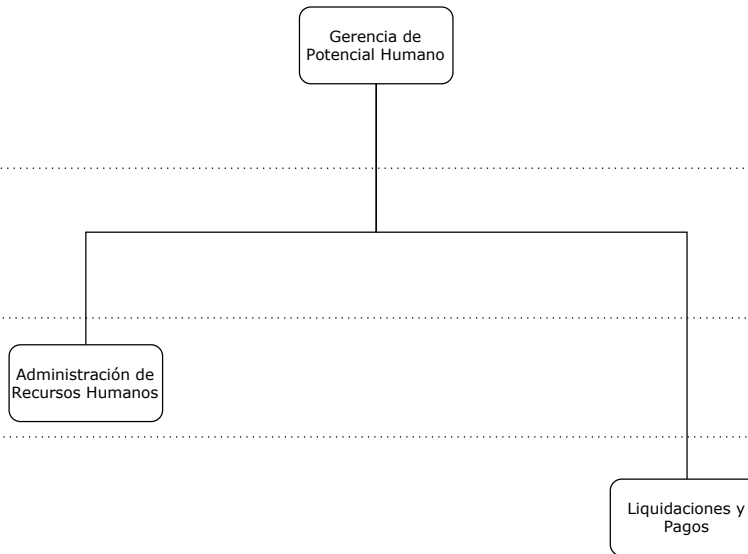 Gerencia de
Potencial Humano
Administración de
Recursos Humanos
Liquidaciones y
Pagos